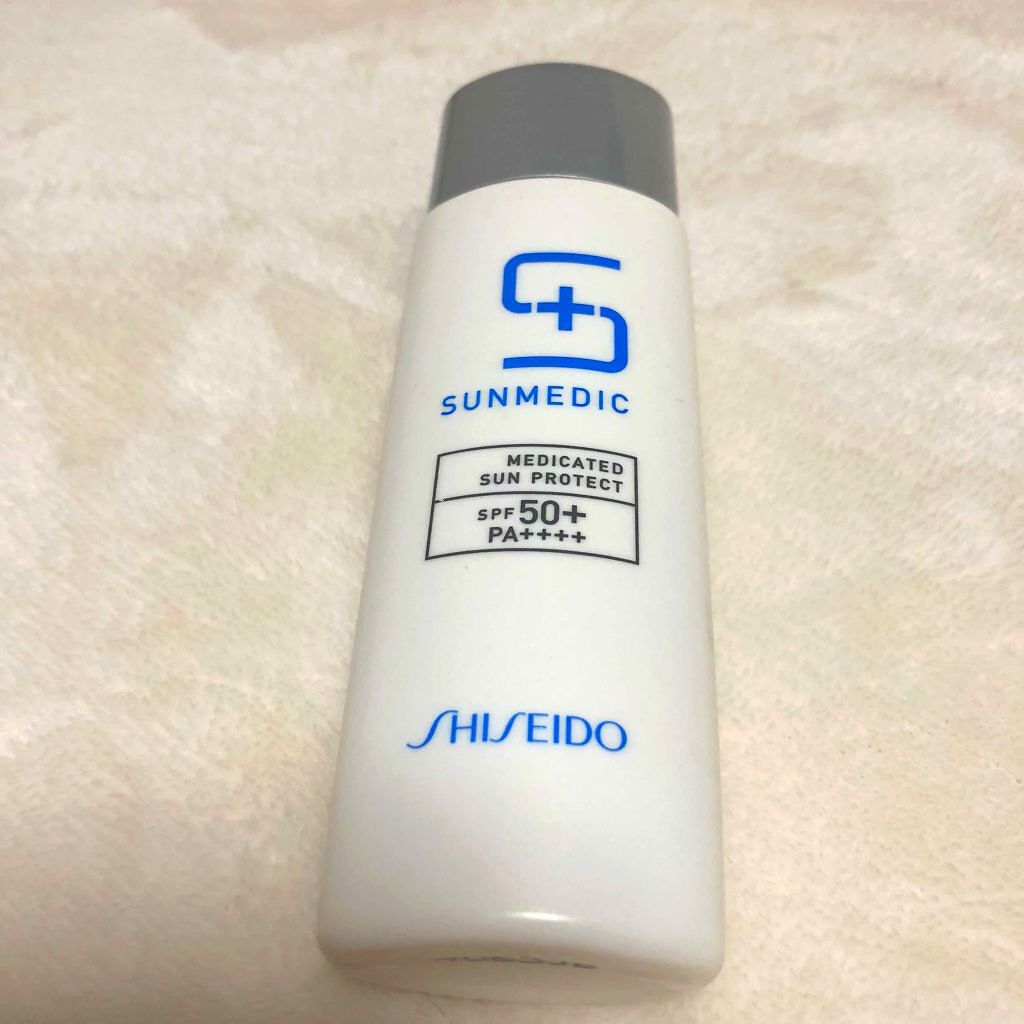 SUNMEDIC
MEDICATED
SUN PROTECT
SPF 50+
PA++++
SHISEIDO